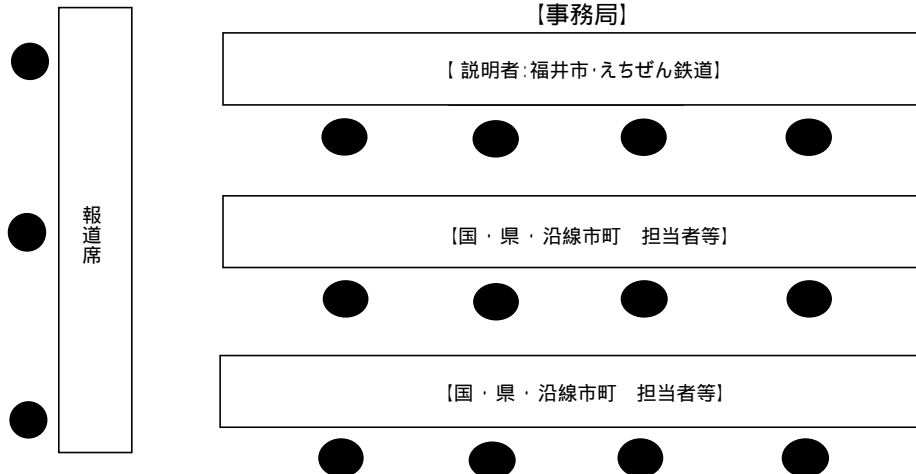 【事務局】
【 説明者:福井市・えちぜん鉄道】
報道席
【国・県・沿線市町　担当者等】
【国・県・沿線市町　担当者等】